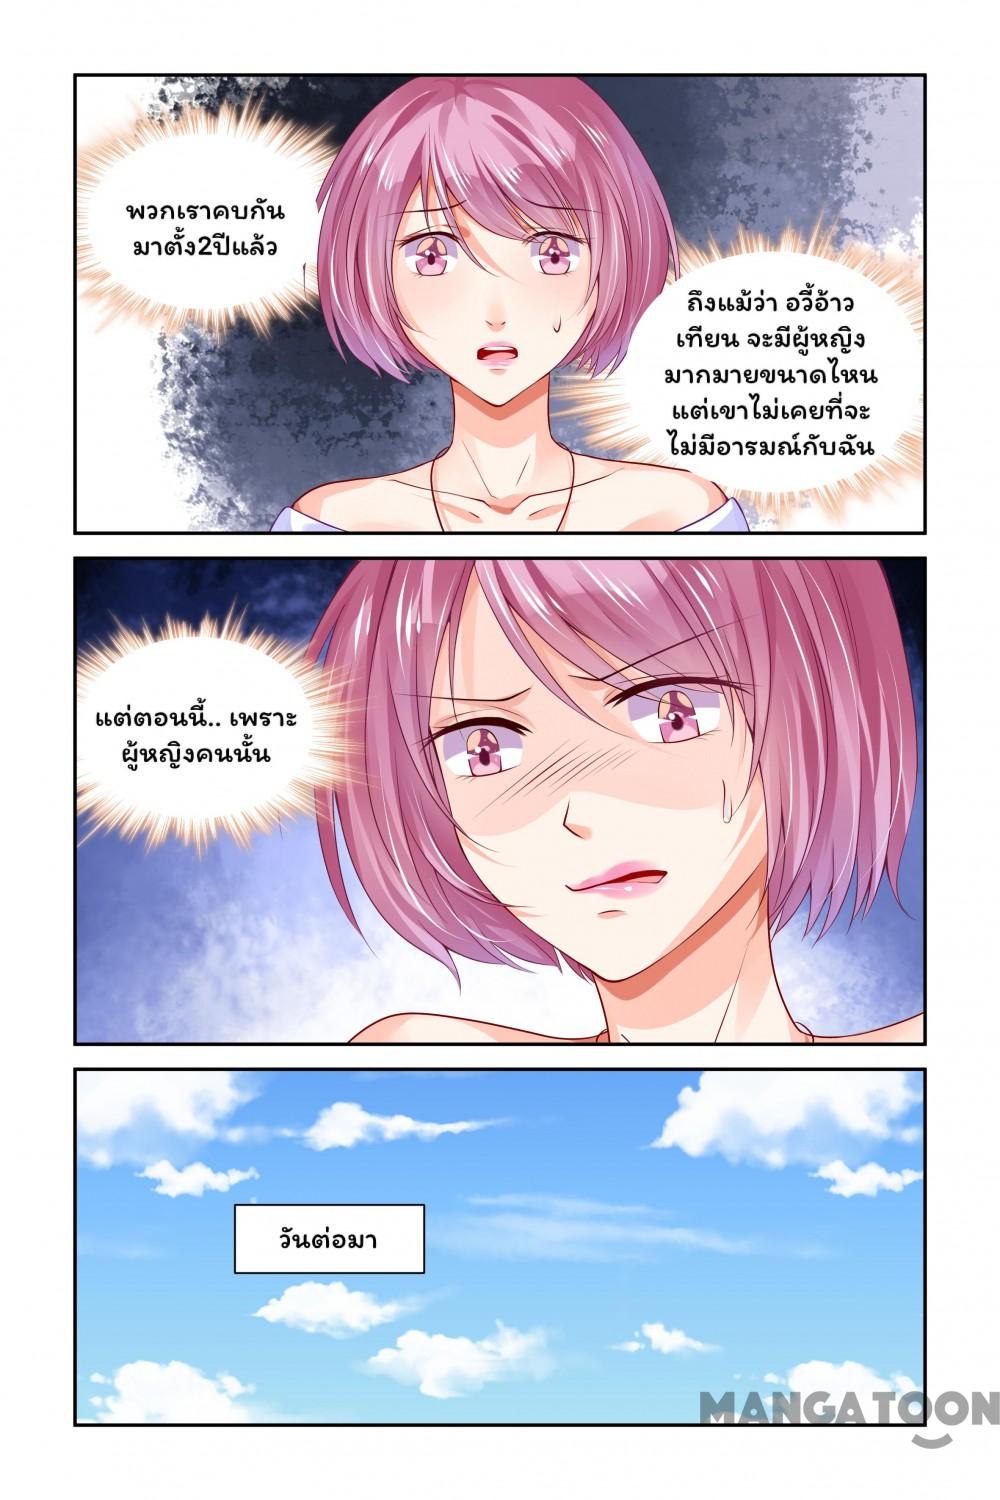 พวกเราคบกัน
มาตั้ง2ปีแล้ว
ถึงแม้ว่า อวี้อ้าว
เทียน จะมีผู้หญิง
มากมายขนาดไหน
แต่เขาไม่เคยที่จะ
ไม่มีอารมณ์กับฉัน
แต่ตอนนี้.. เพราะ
ผู้หญิงคนนั้น
วันต่อมา
MANGATOON